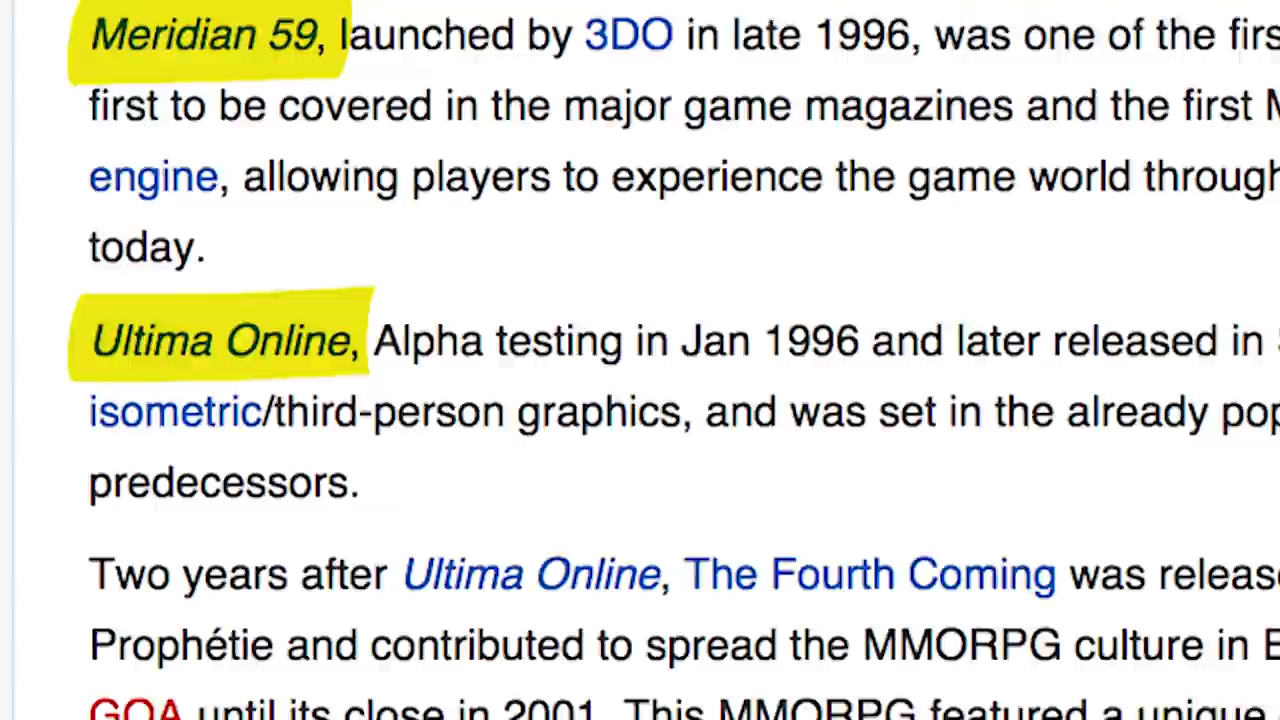 Meridian 59, launched by 3DO in late 1996, was one of the firs
first to be covered in the major game magazines and the first M
engine, allowing players to experience the game world through
today.
Ultima Online, Alpha testing in Jan 1996 and later released in
isometric/third-person graphics, and was set in the already pop
predecessors.
Two years after Ultima Online, The Fourth Coming was release
Prophétie and contributed to spread the MMORPG culture in E
GOA until its close in 2001. This MMORPG featured a unique